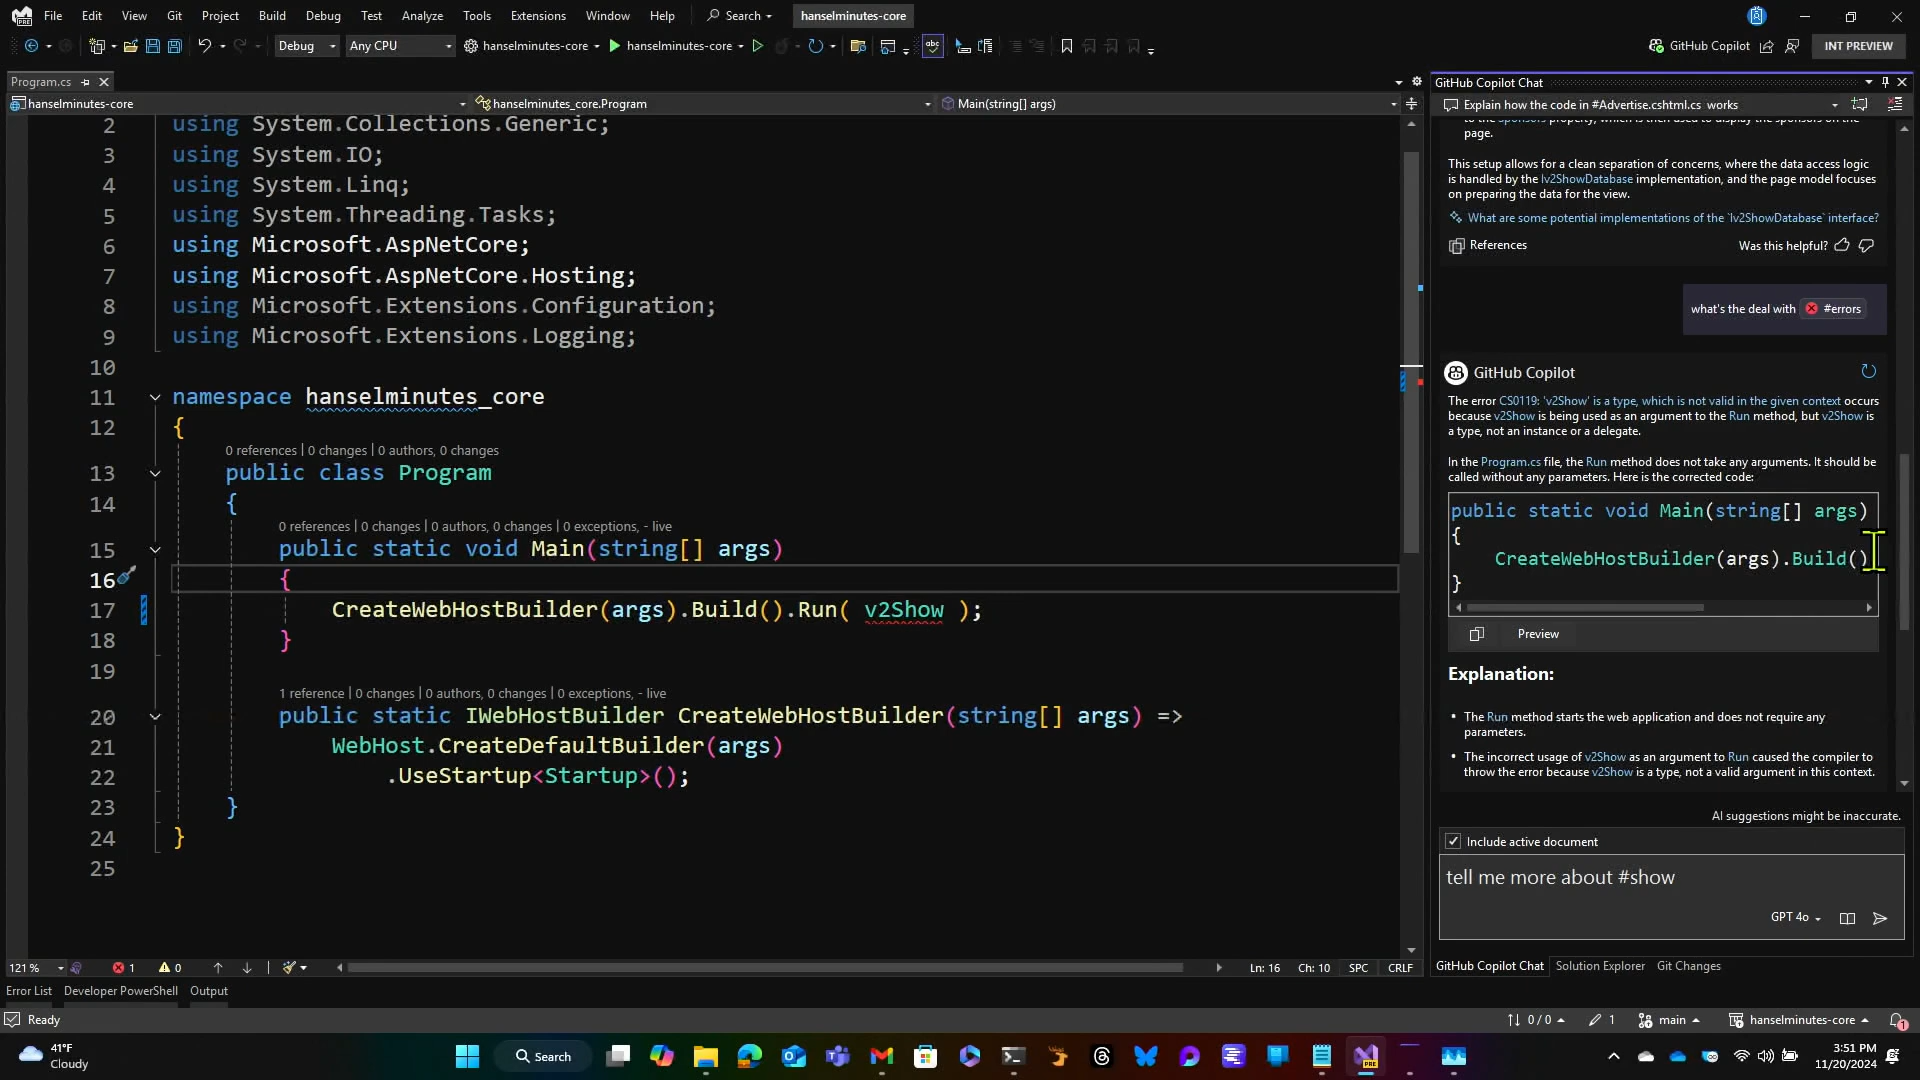 File Edit View Git Project Build Debug Test Analyze Tools Extensions Window Help Search hanselminutes-core
Debug Any CPU hanselminutes-core hanselminutes-core GitHub Copilot INT PREVIEW
Program.cs
hanselminutes-core hanselminutes_core.Program Main(string[] args)
2 using System.Collections.Generic;
3 using System.IO;
4 using System.Linq;
5 using System.Threading.Tasks;
6 using Microsoft.AspNetCore;
7 using Microsoft.AspNetCore.Hosting;
8 using Microsoft.Extensions.Configuration;
9 using Microsoft.Extensions.Logging;
10
11 namespace hanselminutes_core
12 {
0 references | 0 changes | 0 authors, 0 changes
13 public class Program
14 {
0 references | 0 changes | 0 authors, 0 changes | 0 exceptions, - live
15 public static void Main(string[] args)
16 {
17 CreateWebHostBuilder(args).Build().Run( v2Show );
18 }
19
1 reference | 0 changes | 0 authors, 0 changes | 0 exceptions, - live
20 public static IWebHostBuilder CreateWebHostBuilder(string[] args) =>
21 WebHost.CreateDefaultBuilder(args)
22 .UseStartup<Startup>();
23 }
24 }
25
121 % 1 0 Ln: 16 Ch: 10 SPC CRLF
Error List Developer PowerShell Output
GitHub Copilot Chat
Explain how the code in #Advertise.cshtml.cs works
to the Sponsors property, which is then used to display the sponsors on the
page.
This setup allows for a clean separation of concerns, where the data access logic
is handled by the Iv2ShowDatabase implementation, and the page model focuses
on preparing the data for the view.
What are some potential implementations of the `Iv2ShowDatabase` interface?
References Was this helpful?
what's the deal with #errors
GitHub Copilot
The error CS0119: 'v2Show' is a type, which is not valid in the given context occurs
because v2Show is being used as an argument to the Run method, but v2Show is
a type, not an instance or a delegate.
In the Program.cs file, the Run method does not take any arguments. It should be
called without any parameters. Here is the corrected code:
public static void Main(string[] args)
{
CreateWebHostBuilder(args).Build()
}
Preview
Explanation:
• The Run method starts the web application and does not require any
parameters.
• The incorrect usage of v2Show as an argument to Run caused the compiler to
throw the error because v2Show is a type, not a valid argument in this context.
AI suggestions might be inaccurate.
Include active document
tell me more about #show
GPT 4o
GitHub Copilot Chat Solution Explorer Git Changes
Ready 0 / 0 1 main hanselminutes-core 1
41°F
Cloudy
Search
3:51 PM
11/20/2024